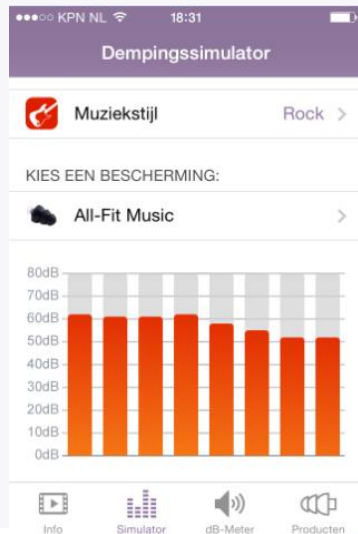 KPN NL 18:31
Dempingssimulator
Muziekstijl Rock
KIES EEN BESCHERMING:
All-Fit Music
80dB
70dB
60dB
50dB
40dB
30dB
20dB
10dB
0dB
Info Simulator dB-Meter Producten